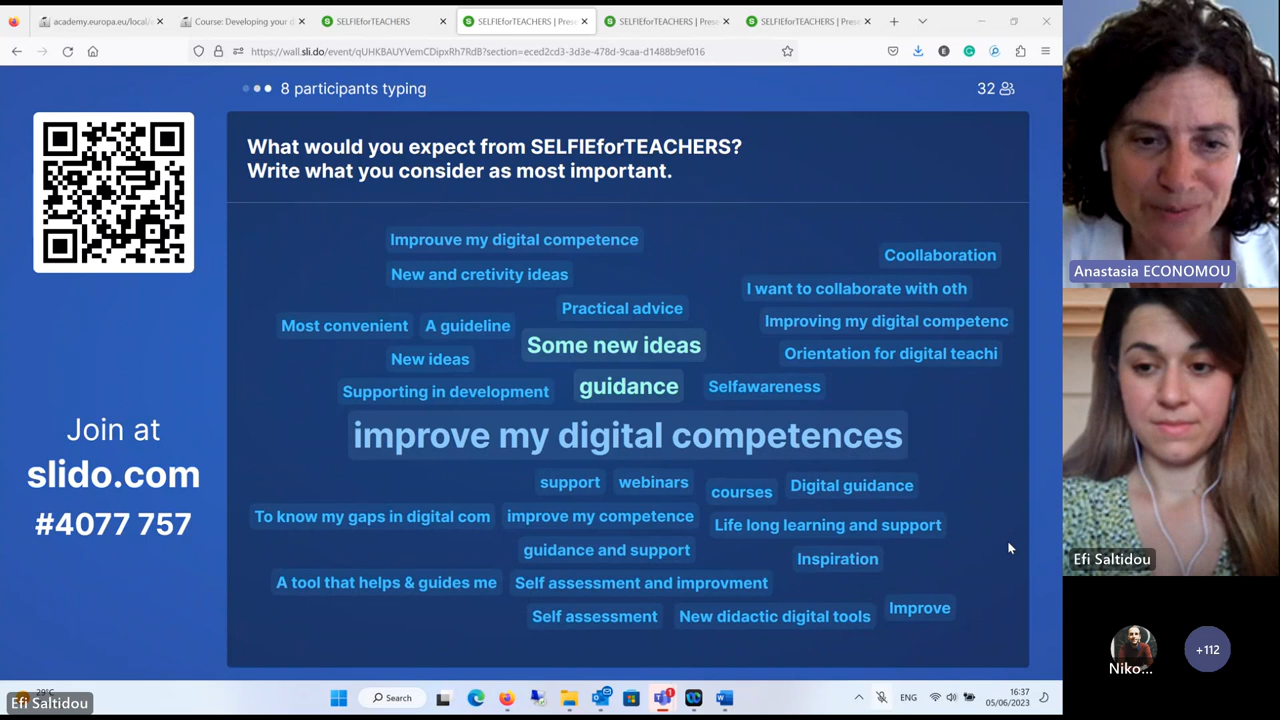 academy.europa.eu/local/
Course: Developing your d
SELFIEforTEACHERS
SELFIEforTEACHERS | Prese
SELFIEforTEACHERS | Prese
SELFIEforTEACHERS | Prese
https://wall.sli.do/event/qUHKBAUYVemCDipxRh7RdB?section=eced2cd3-3d3e-478d-9caa-d1488b9ef016
8 participants typing
32
What would you expect from SELFIEforTEACHERS?
Write what you consider as most important.
Improuve my digital competence
Coollaboration
New and cretivity ideas
I want to collaborate with oth
Practical advice
Most convenient
A guideline
Improving my digital competenc
Some new ideas
New ideas
Orientation for digital teachi
Supporting in development
guidance
Selfawareness
improve my digital competences
support
webinars
courses
Digital guidance
To know my gaps in digital com
improve my competence
Life long learning and support
guidance and support
Inspiration
A tool that helps & guides me
Self assessment and improvment
Self assessment
New didactic digital tools
Improve
Join at
slido.com
#4077 757
Anastasia ECONOMOU
Efi Saltidou
Niko...
+112
29°C
Efi Saltidou
Search
ENG
16:37
05/06/2023